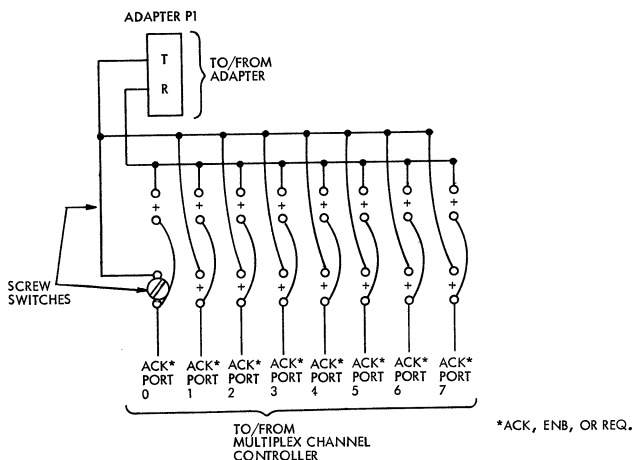 ADAPTER P1
T
R
TO/FROM
ADAPTER
+ + + + + + + +
+ + + + + + +
SCREW
SWITCHES
ACK* ACK* ACK* ACK* ACK* ACK* ACK* ACK*
PORT PORT PORT PORT PORT PORT PORT PORT
0 1 2 3 4 5 6 7
TO/FROM
MULTIPLEX CHANNEL
CONTROLLER
*ACK, ENB, OR REQ.